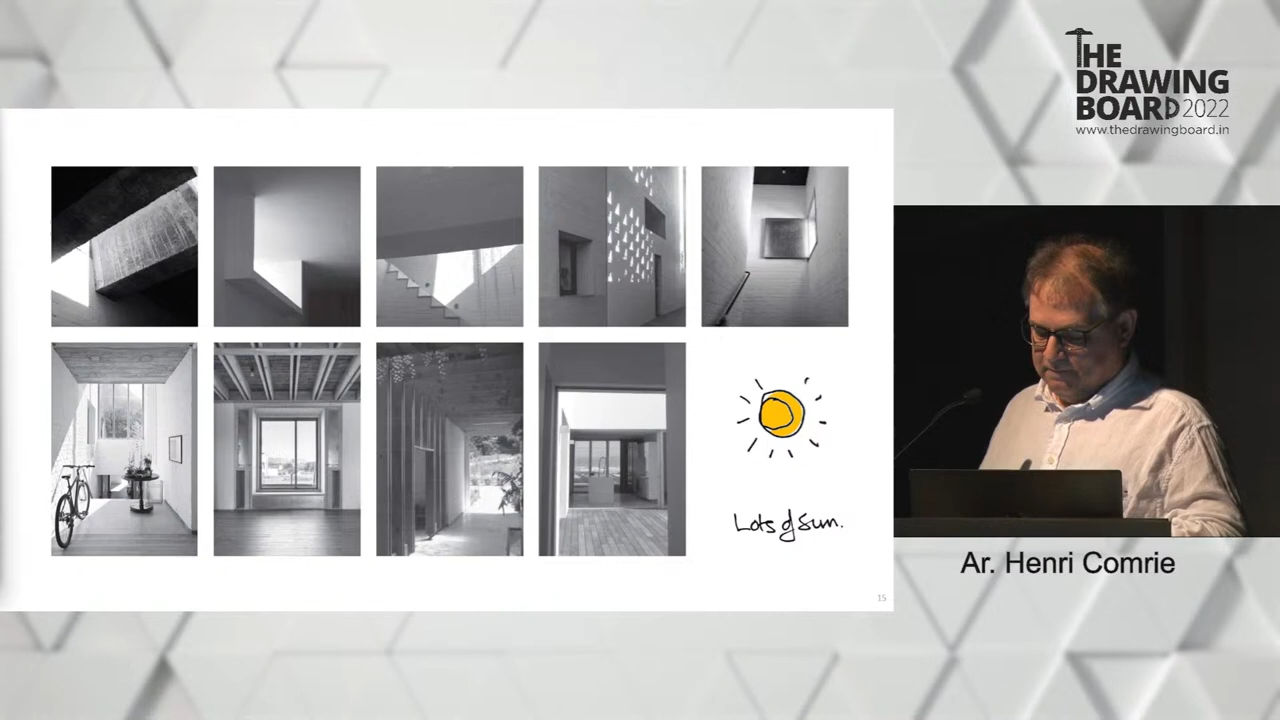 THE
DRAWING
BOARD 2022
www.thedrawingboard.in
Lots of Sun.
15
Ar. Henri Comrie